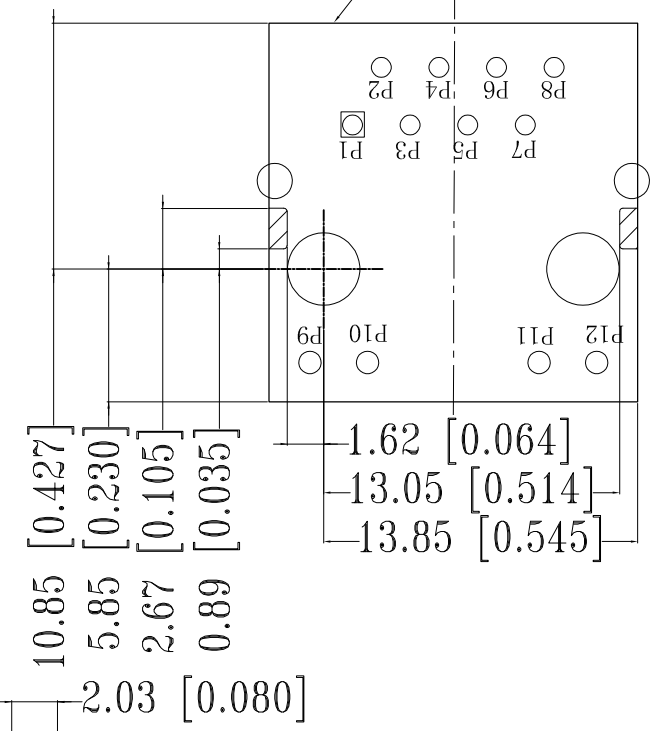 P2 P4 P6 P8
P1 P3 P5 P7
P9 P10 P11 P12
1.62 [0.064]
13.05 [0.514]
13.85 [0.545]
10.85 [0.427]
5.85 [0.230]
2.67 [0.105]
0.89 [0.035]
2.03 [0.080]